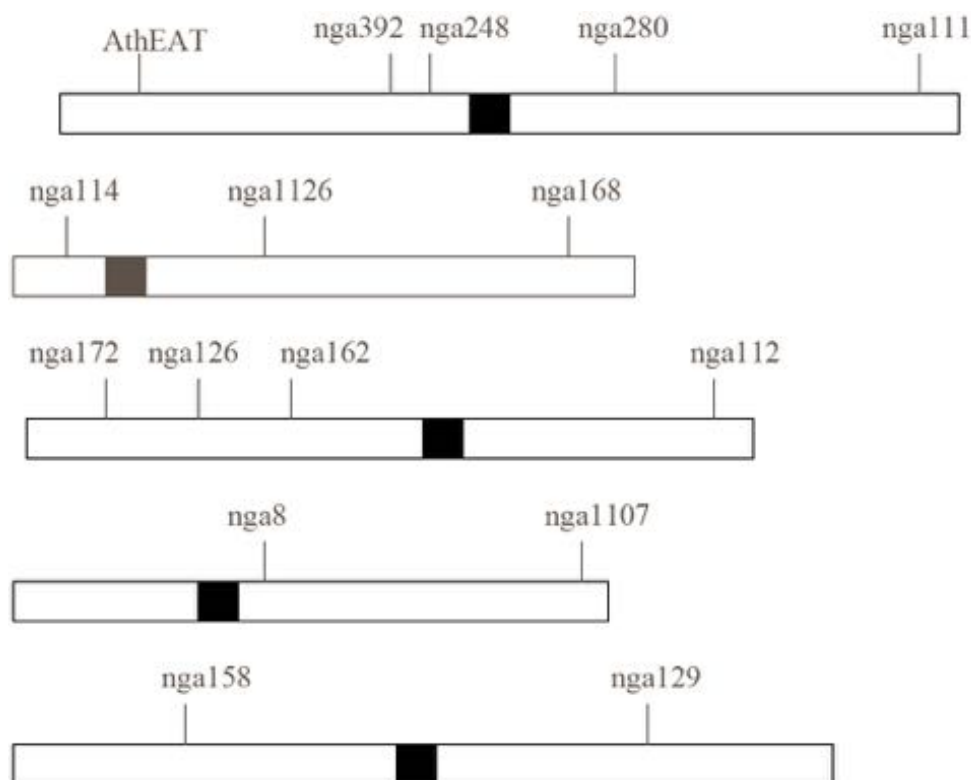 AthEAT nga392 nga248 nga280 nga111
nga114 nga1126 nga168
nga172 nga126 nga162 nga112
nga8 nga1107
nga158 nga129